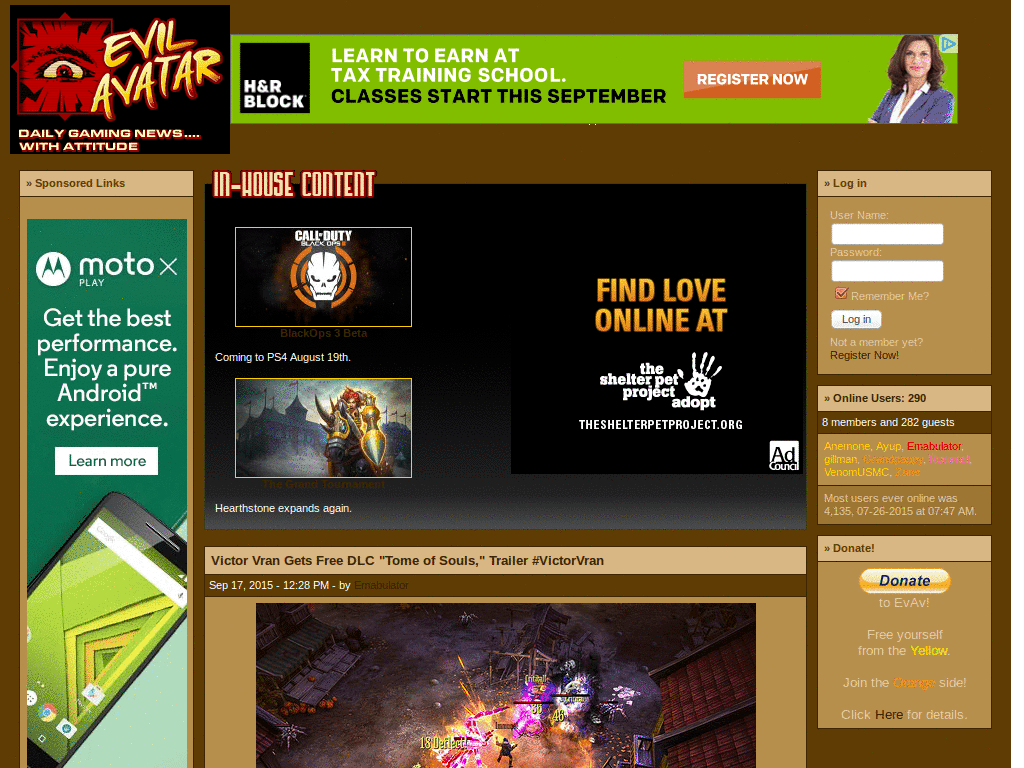 EVIL
AVATAR
DAILY GAMING NEWS....
WITH ATTITUDE
H&R
BLOCK
LEARN TO EARN AT
TAX TRAINING SCHOOL.
CLASSES START THIS SEPTEMBER
REGISTER NOW
» Sponsored Links
moto
PLAY
Get the best
performance.
Enjoy a pure
Android™
experience.
Learn more
Google
IN-HOUSE CONTENT
CALL OF DUTY
BLACK OPS III
BlackOps 3 Beta
Coming to PS4 August 19th.
The Grand Tournament
Hearthstone expands again.
FIND LOVE
ONLINE AT
the
shelter pet
project
adopt
THESHELTERPETPROJECT.ORG
Ad
Council
Victor Vran Gets Free DLC "Tome of Souls," Trailer #VictorVran
Sep 17, 2015 - 12:28 PM - by Emabulator
36
46
18 Defect!
» Log in
User Name:
Password:
Remember Me?
Log in
Not a member yet?
Register Now!
» Online Users: 290
8 members and 282 guests
Anemone, Ayup, Emabulator,
gillman,
VenomUSMC,
Most users ever online was
4,135, 07-26-2015 at 07:47 AM.
» Donate!
Donate
to EvAv!
Free yourself
from the Yellow.
Join the Orange side!
Click Here for details.